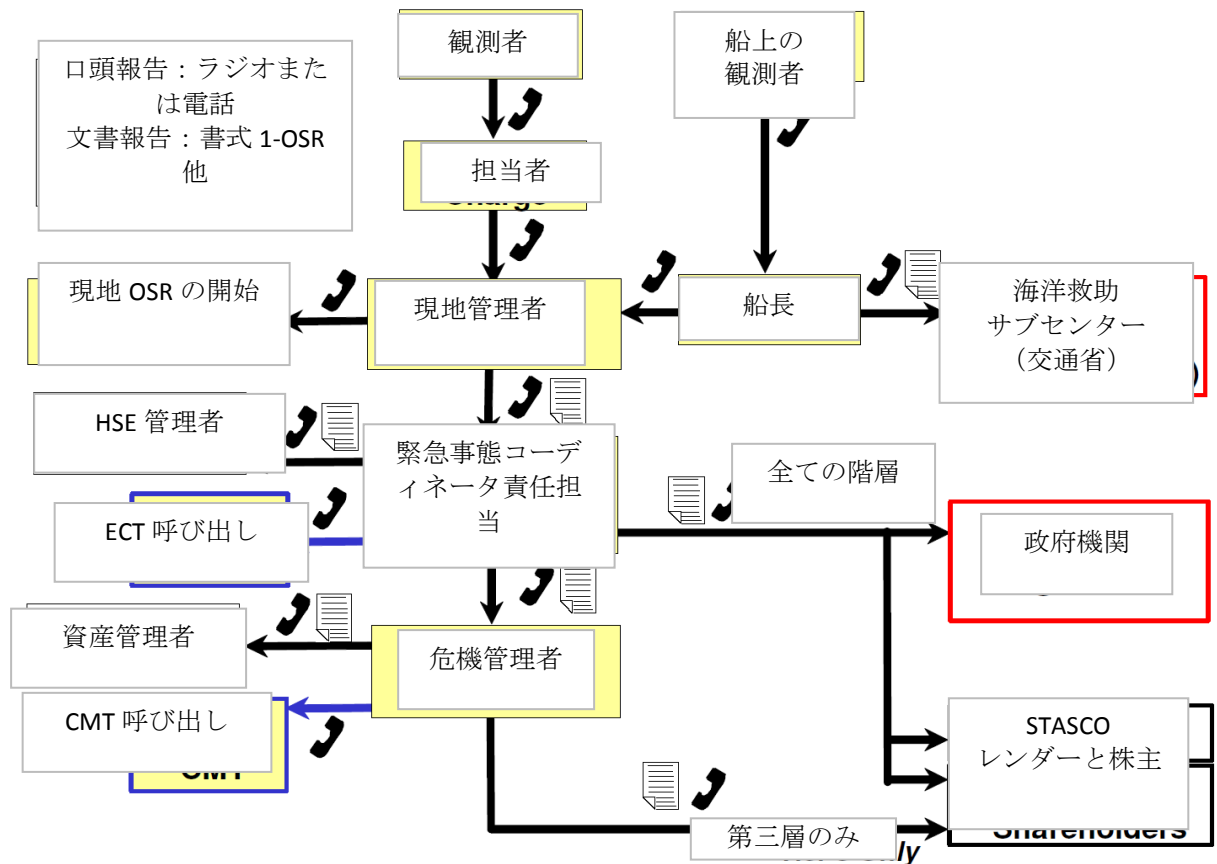 口頭報告：ラジオまた
は電話
文書報告：書式 1-OSR
他
観測者
船上の
観測者
担当者
現地 OSR の開始
現地管理者
船長
海洋救助
サブセンター
（交通省）
HSE 管理者
緊急事態コーデ
ィネータ責任担
当
全ての階層
ECT 呼び出し
政府機関
資産管理者
危機管理者
CMT 呼び出し
CMT
STASCO
レンダーと株主
Shareholders
第三層のみ